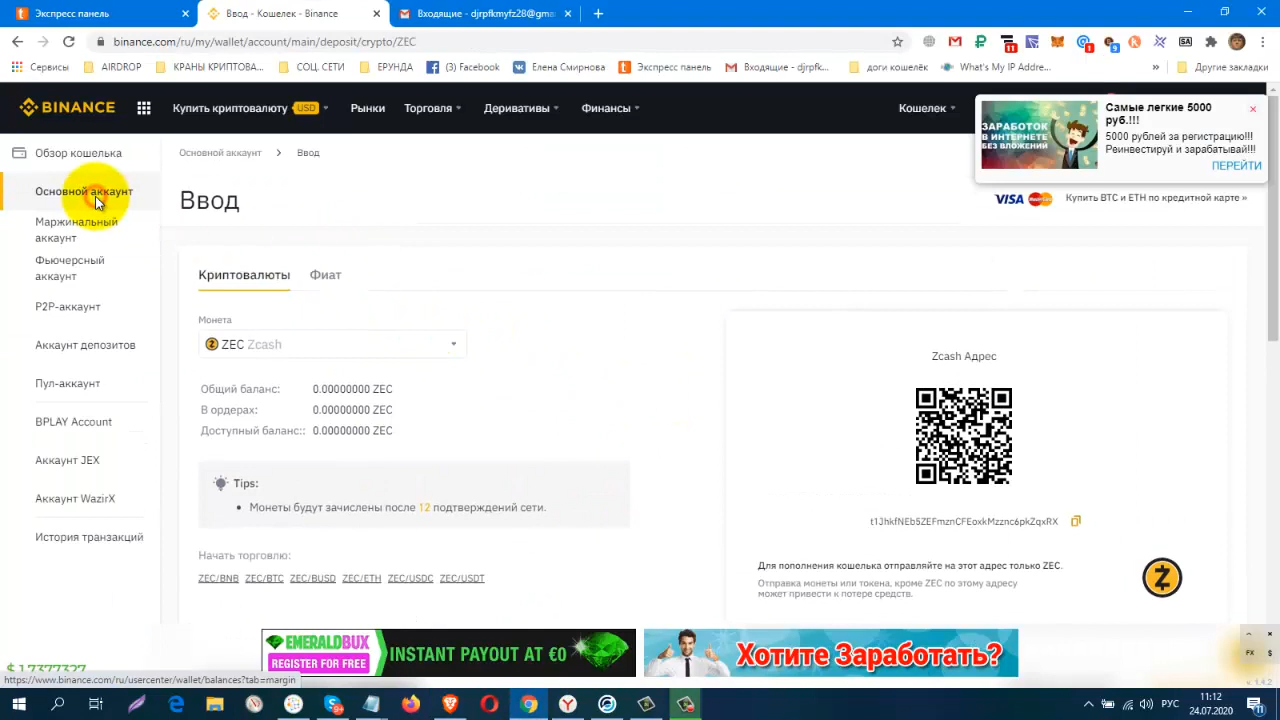 Экспресс панель
Ввод - Кошелек - Binance
Входящие - djrpfkmyfz28@gma
binance.com/ru/my/wallet/account/main/deposit/crypto/ZEC
Сервисы
AIRDROP
КРАНЫ КРИПТОВА...
СОЦ. СЕТИ
ЕРУНДА
(3) Facebook
Елена Смирнова
Экспресс панель
Входящие - djrpfk...
доги кошелёк
What's My IP Addre...
»
Другие закладки
BINANCE
Купить криптовалюту USD
Рынки
Торговля
Деривативы
Финансы
Кошелек
Самые легкие 5000
руб.!!!
5000 рублей за регистрацию!!!
Реинвестируй и зарабатывай!!!
ПЕРЕЙТИ
ЗАРАБОТОК
В ИНТЕРНЕТЕ
БЕЗ ВЛОЖЕНИЙ
Обзор кошелька
Основной аккаунт
Маржинальный
аккаунт
Фьючерсный
аккаунт
P2P-аккаунт
Аккаунт депозитов
Пул-аккаунт
BPLAY Account
Аккаунт JEX
Аккаунт WazirX
История транзакций
Основной аккаунт
Ввод
Ввод
VISA
Купить BTC и ETH по кредитной карте »
Криптовалюты
Фиат
Монета
ZEC Zcash
Общий баланс: 0.00000000 ZEC
В ордерах: 0.00000000 ZEC
Доступный баланс:: 0.00000000 ZEC
Tips:
Монеты будут зачислены после 12 подтверждений сети.
Начать торговлю:
ZEC/BNB ZEC/BTC ZEC/BUSD ZEC/ETH ZEC/USDC ZEC/USDT
Zcash Адрес
t1JhkfNEb5ZEFmznCFEoxkMzznc6pkZqxRX
Для пополнения кошелька отправляйте на этот адрес только ZEC.
Отправка монеты или токена, кроме ZEC по этому адресу
может привести к потере средств.
EMERALDBUX
REGISTER FOR FREE
INSTANT PAYOUT AT €0
Хотите Заработать?
FX $
v. 1.4.2
$ 1.7377327
https://www.binance.com/ru/usercenter/wallet/balances?tab=margin
РУС
11:12
24.07.2020